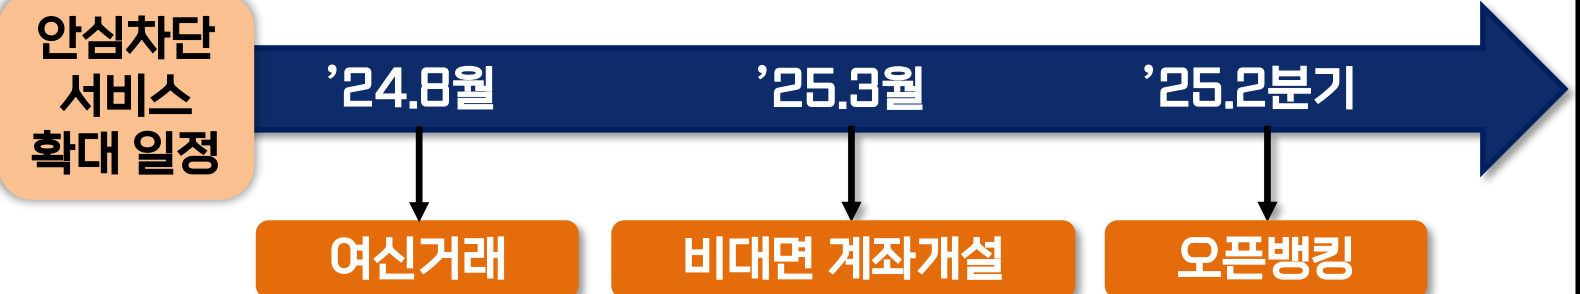 안심차단
서비스
확대 일정
’24.8월
’25.3월
’25.2분기
여신거래
비대면 계좌개설
오픈뱅킹